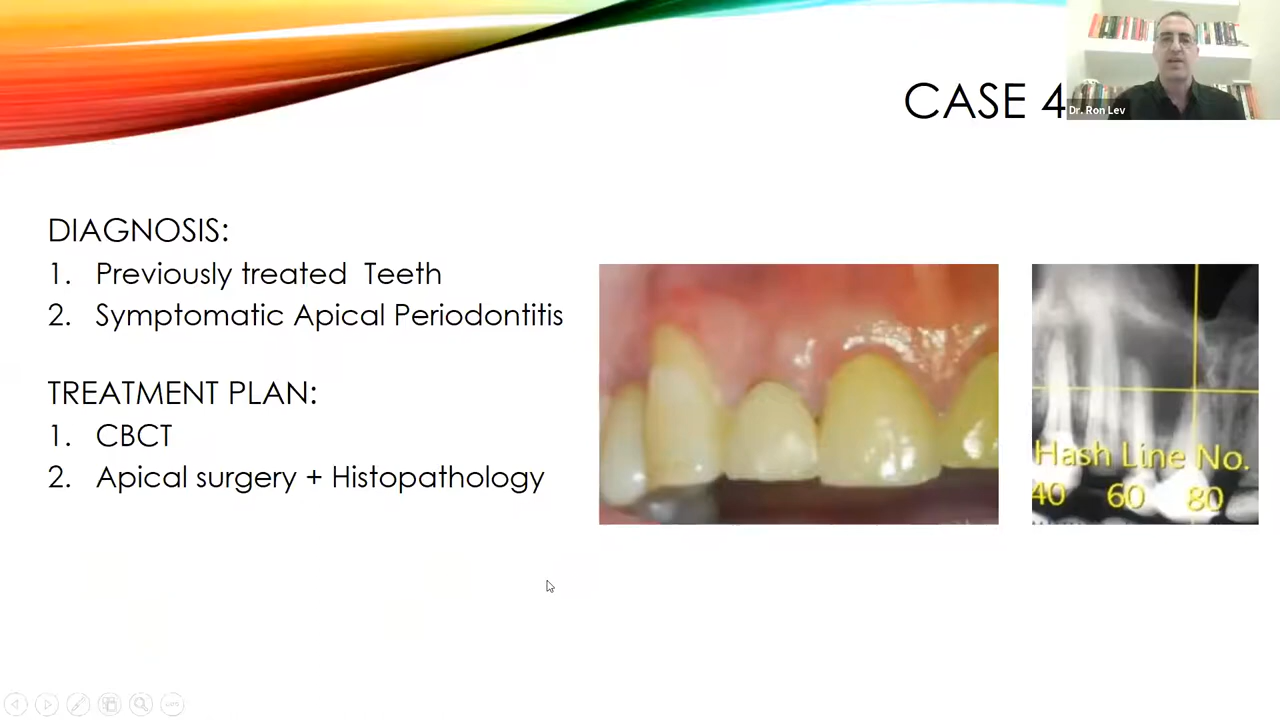 CASE 4
Dr. Ron Lev
DIAGNOSIS:
1. Previously treated Teeth
2. Symptomatic Apical Periodontitis
TREATMENT PLAN:
1. CBCT
2. Apical surgery + Histopathology
Hash Line No.
40 60 80